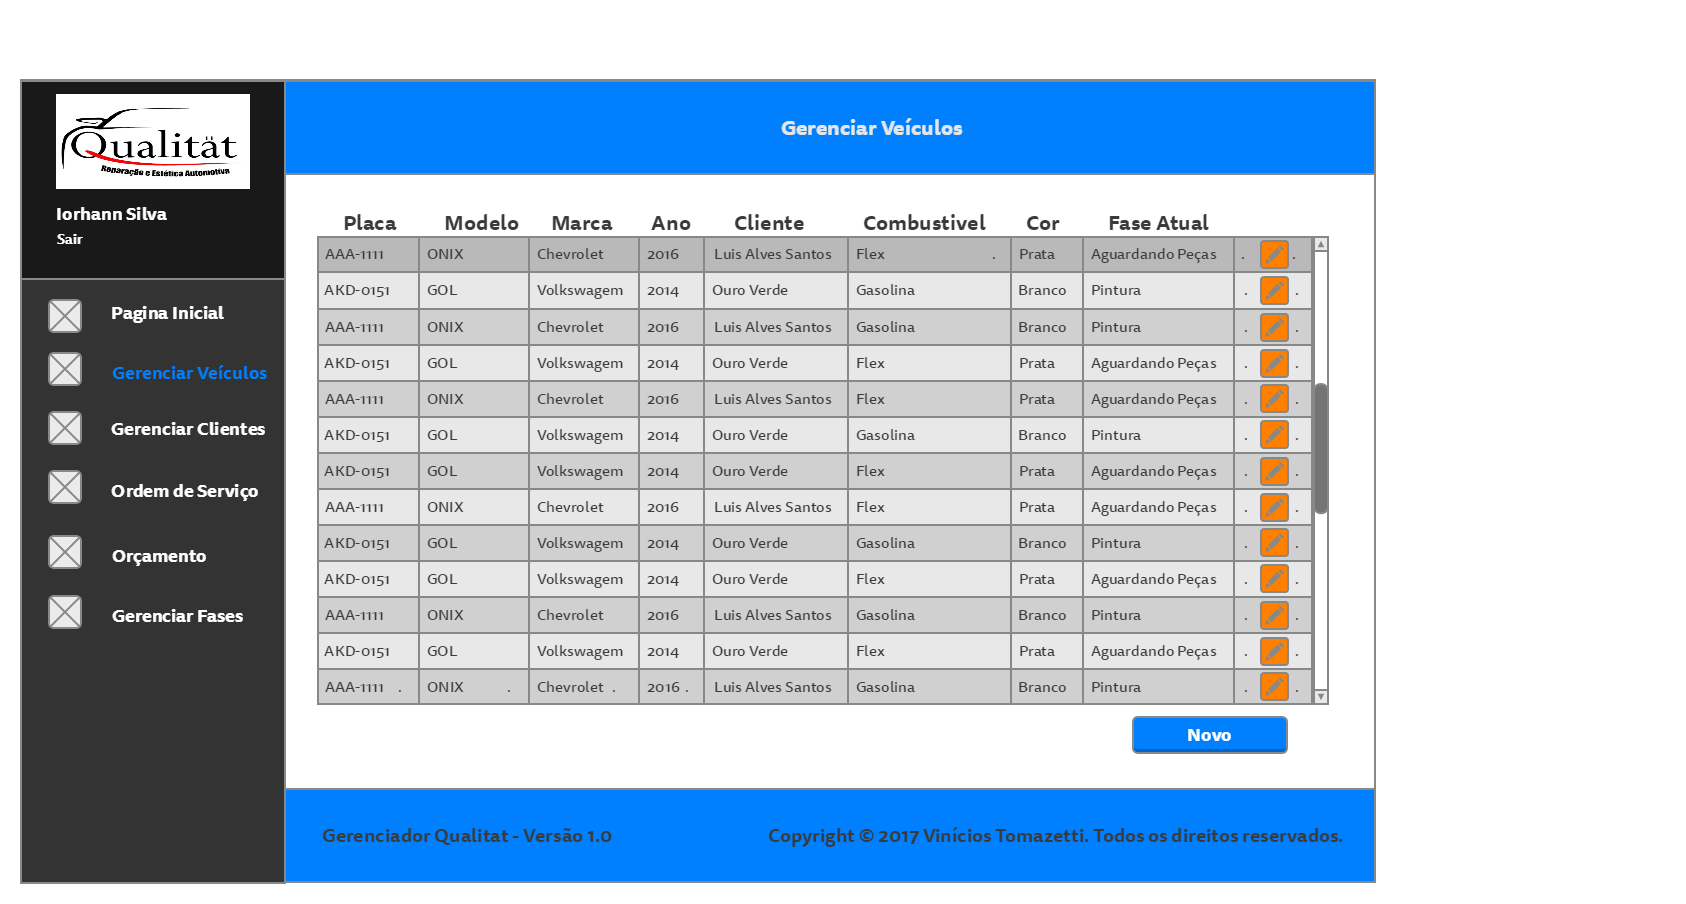 Qualität
Reparação e Estética Automotiva
Iorhann Silva
Sair
Pagina Inicial
Gerenciar Veículos
Gerenciar Clientes
Ordem de Serviço
Orçamento
Gerenciar Fases
Gerenciar Veículos
Placa Modelo Marca Ano Cliente Combustivel Cor Fase Atual
AAA-1111 ONIX Chevrolet 2016 Luis Alves Santos Flex . Prata Aguardando Peças . .
AKD-0151 GOL Volkswagem 2014 Ouro Verde Gasolina Branco Pintura . .
AAA-1111 ONIX Chevrolet 2016 Luis Alves Santos Gasolina Branco Pintura . .
AKD-0151 GOL Volkswagem 2014 Ouro Verde Flex Prata Aguardando Peças . .
AAA-1111 ONIX Chevrolet 2016 Luis Alves Santos Flex Prata Aguardando Peças . .
AKD-0151 GOL Volkswagem 2014 Ouro Verde Gasolina Branco Pintura . .
AKD-0151 GOL Volkswagem 2014 Ouro Verde Flex Prata Aguardando Peças . .
AAA-1111 ONIX Chevrolet 2016 Luis Alves Santos Flex Prata Aguardando Peças . .
AKD-0151 GOL Volkswagem 2014 Ouro Verde Gasolina Branco Pintura . .
AKD-0151 GOL Volkswagem 2014 Ouro Verde Flex Prata Aguardando Peças . .
AAA-1111 ONIX Chevrolet 2016 Luis Alves Santos Gasolina Branco Pintura . .
AKD-0151 GOL Volkswagem 2014 Ouro Verde Flex Prata Aguardando Peças . .
AAA-1111 . ONIX . Chevrolet . 2016 . Luis Alves Santos Gasolina Branco Pintura . .
Novo
Gerenciador Qualitat - Versão 1.0
Copyright © 2017 Vinícios Tomazetti. Todos os direitos reservados.